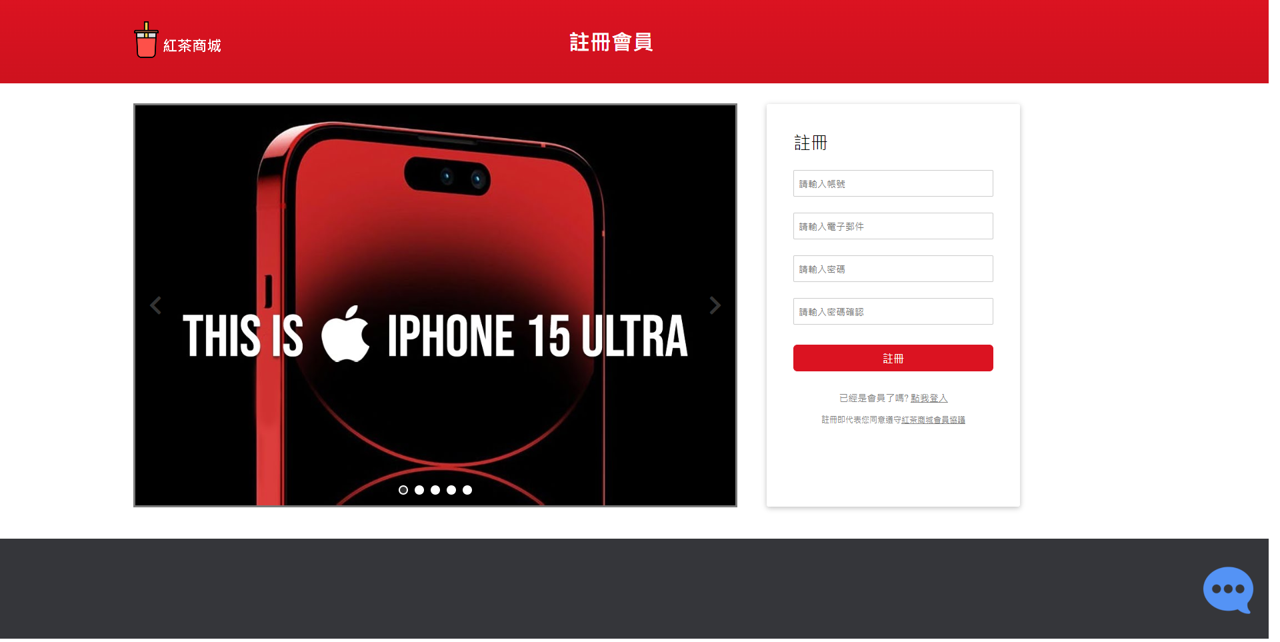 紅茶商城
註冊會員
THIS IS IPHONE 15 ULTRA
註冊
請輸入帳號
請輸入電子郵件
請輸入密碼
請輸入密碼確認
註冊
已經是會員了嗎? 點我登入
註冊即代表您同意遵守紅茶商城會員協議